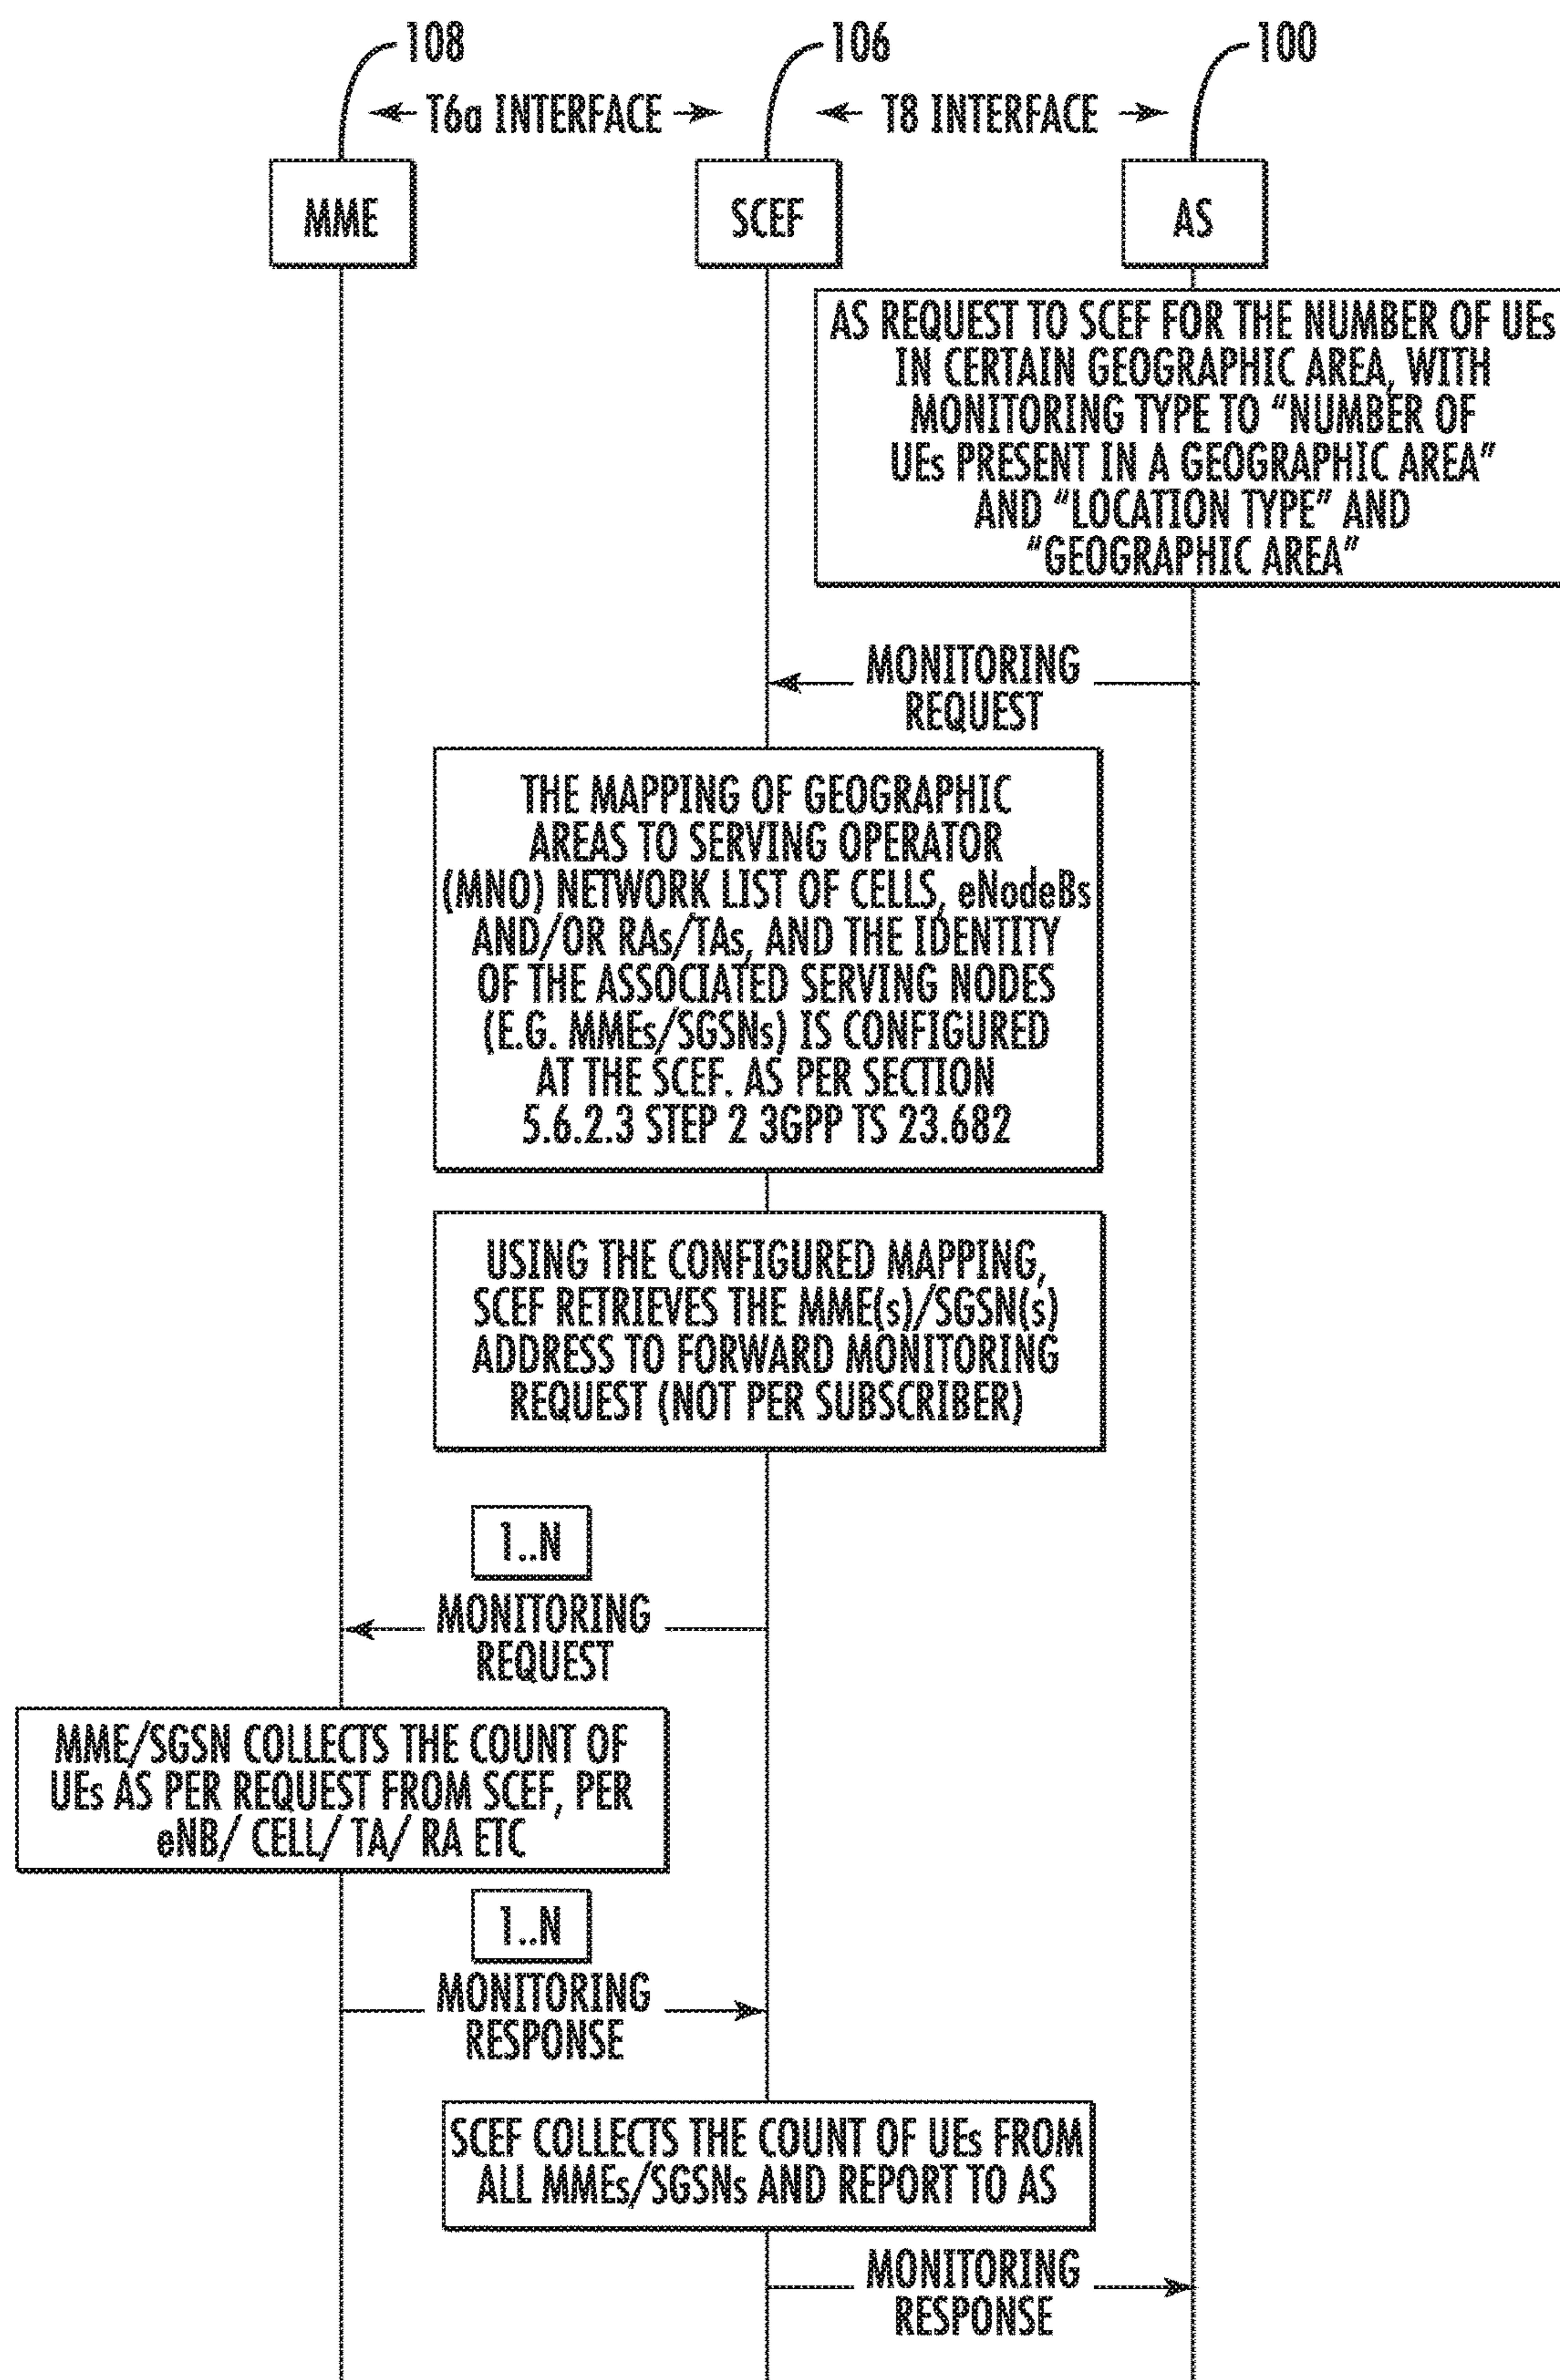 108
106
100
T6a INTERFACE
T8 INTERFACE
MME
SCEF
AS
AS REQUEST TO SCEF FOR THE NUMBER OF UEs
IN CERTAIN GEOGRAPHIC AREA, WITH
MONITORING TYPE TO “NUMBER OF
UEs PRESENT IN A GEOGRAPHIC AREA”
AND “LOCATION TYPE” AND
“GEOGRAPHIC AREA”
MONITORING
REQUEST
THE MAPPING OF GEOGRAPHIC
AREAS TO SERVING OPERATOR
(MNO) NETWORK LIST OF CELLS, eNodeBs
AND/OR RAs/TAs, AND THE IDENTITY
OF THE ASSOCIATED SERVING NODES
(E.G. MMEs/SGSNs) IS CONFIGURED
AT THE SCEF. AS PER SECTION
5.6.2.3 STEP 2 3GPP TS 23.682
USING THE CONFIGURED MAPPING,
SCEF RETRIEVES THE MME(s)/SGSN(s)
ADDRESS TO FORWARD MONITORING
REQUEST (NOT PER SUBSCRIBER)
1..N
MONITORING
REQUEST
MME/SGSN COLLECTS THE COUNT OF
UEs AS PER REQUEST FROM SCEF, PER
eNB/ CELL/ TA/ RA ETC
1..N
MONITORING
RESPONSE
SCEF COLLECTS THE COUNT OF UEs FROM
ALL MMEs/SGSNs AND REPORT TO AS
MONITORING
RESPONSE